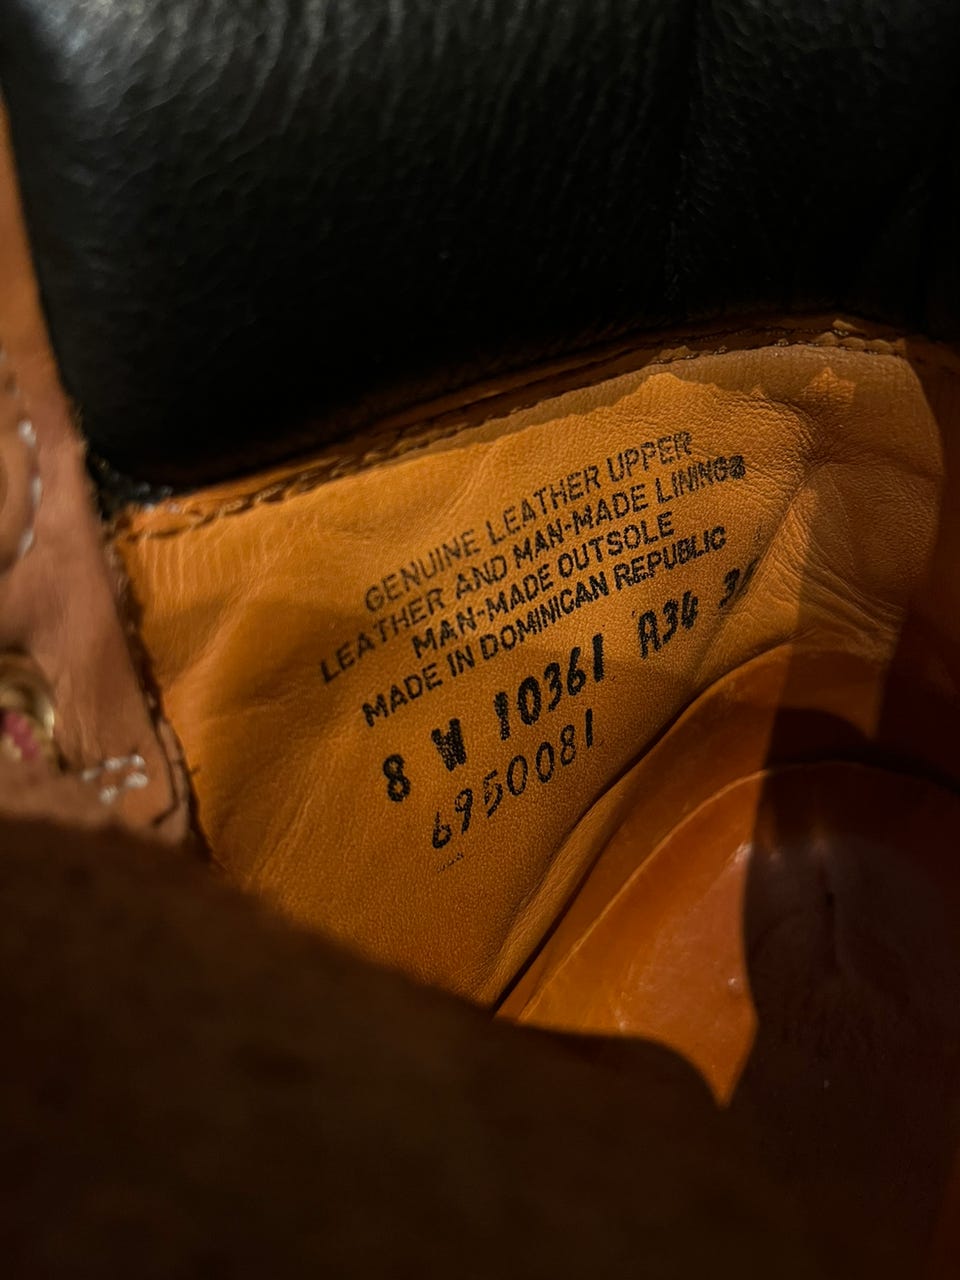 GENUINE LEATHER UPPER
LEATHER AND MAN-MADE LININGS
MAN-MADE OUTSOLE
MADE IN DOMINICAN REPUBLIC
8 W 10361 A34
6950081